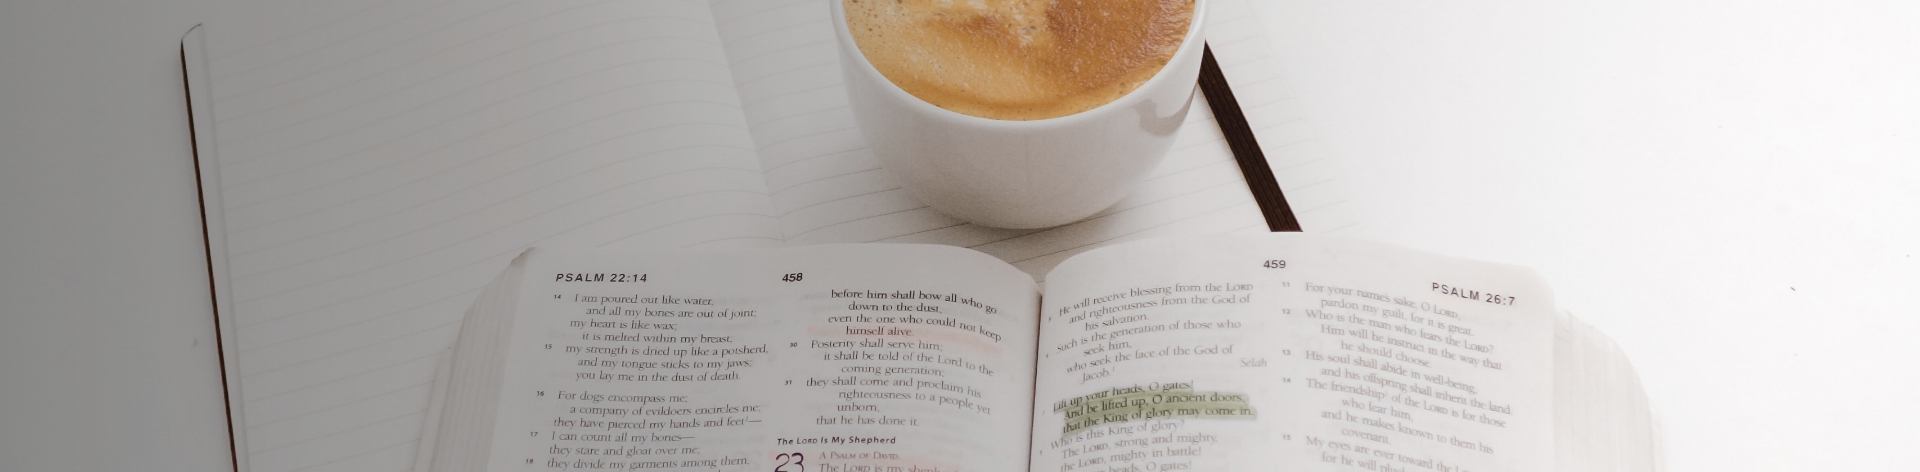 PSALM 22:14
458
14 I am poured out like water,
and all my bones are out of joint;
my heart is like wax;
it is melted within my breast;
15 my strength is dried up like a potsherd,
and my tongue sticks to my jaws;
you lay me in the dust of death.
16 For dogs encompass me;
a company of evildoers encircles me;
they have pierced my hands and feet—
17 I can count all my bones—
they stare and gloat over me;
18 they divide my garments among them,
before him shall bow all who go
down to the dust,
even the one who could not keep
himself alive.
30 Posterity shall serve him;
it shall be told of the Lord to the
coming generation;
31 they shall come and proclaim his
righteousness to a people yet
unborn,
that he has done it.
The LORD Is My Shepherd
23 A PSALM OF DAVID.
The LORD is my
459
PSALM 26:7
He will receive blessing from the LORD
and righteousness from the God of
his salvation.
Such is the generation of those who
seek him,
who seek the face of the God of
Jacob. Selah
Lift up your heads, O gates!
And be lifted up, O ancient doors,
that the King of glory may come in.
Who is this King of glory?
The LORD, strong and mighty,
the LORD, mighty in battle!
heads, O gates!
11 For your name's sake, O LORD,
pardon my guilt, for it is great.
12 Who is the man who fears the LORD?
Him will he instruct in the way that
he should choose.
13 His soul shall abide in well-being,
and his offspring shall inherit the land.
14 The friendship of the LORD is for those
who fear him,
and he makes known to them his
covenant.
15 My eyes are ever toward the
for he will